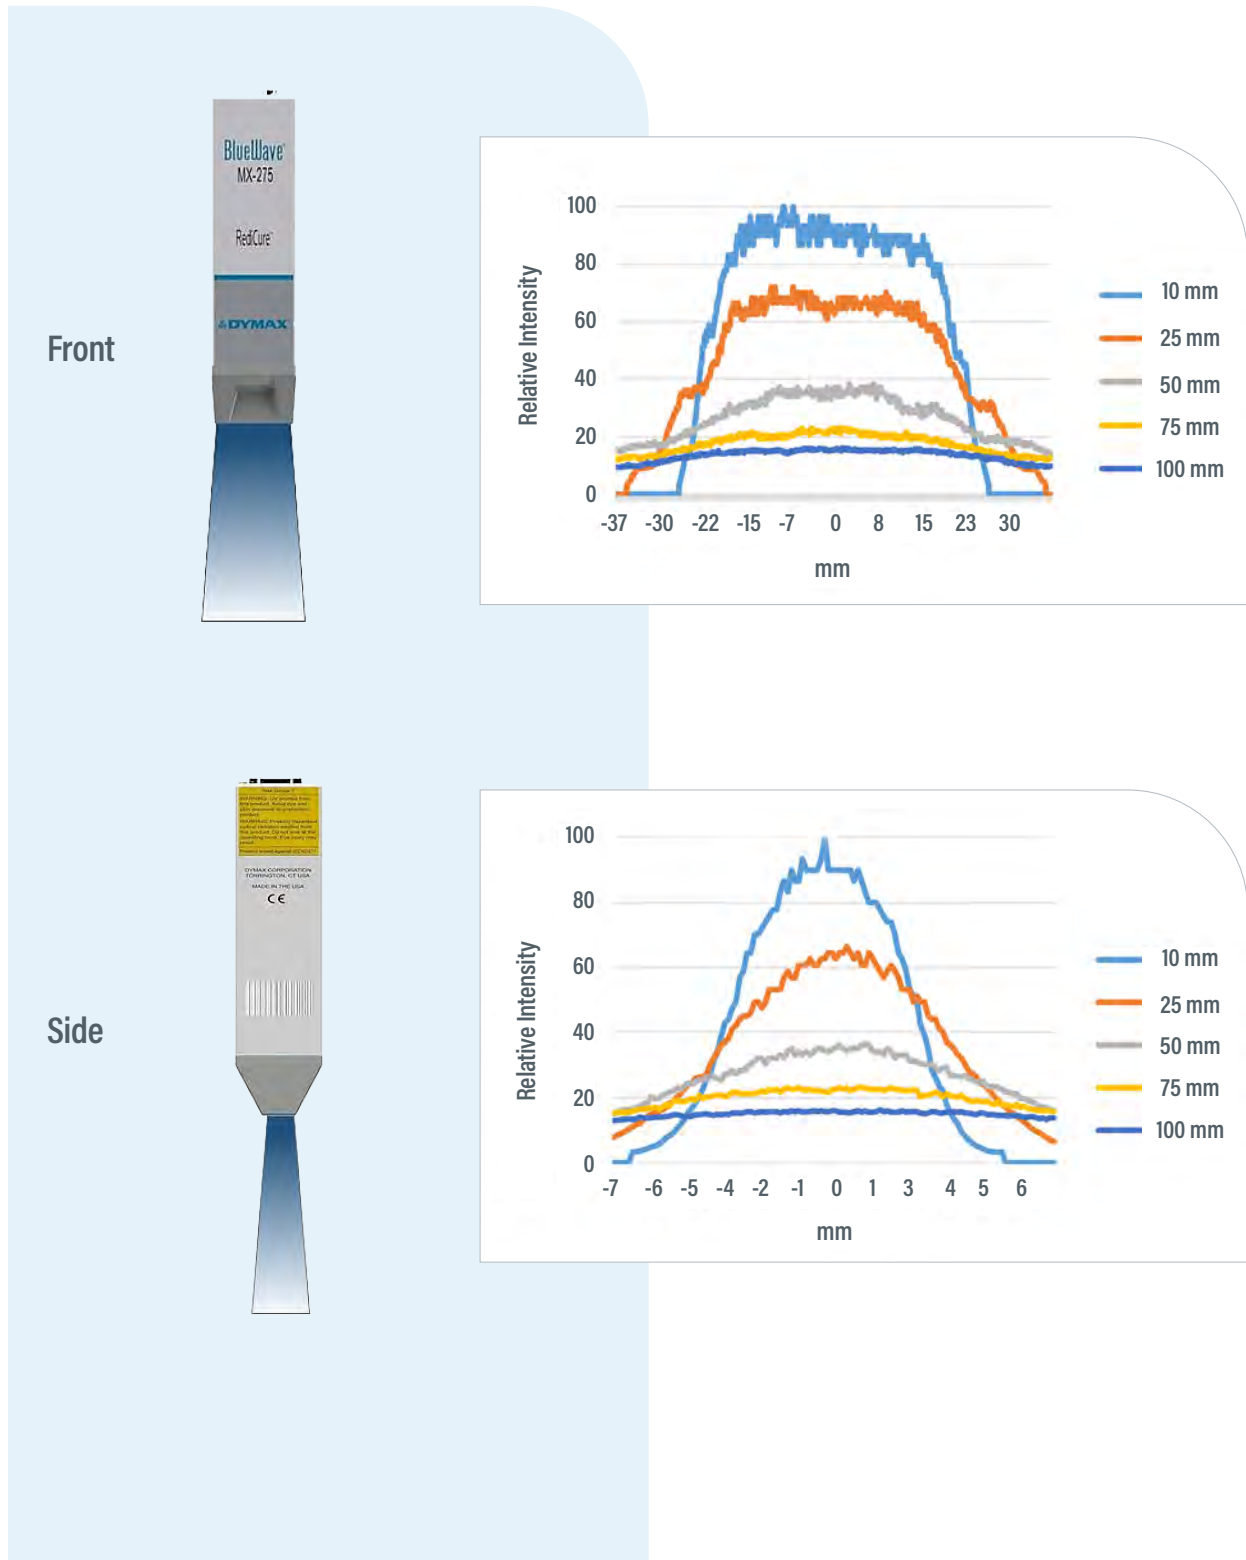 BlueWave
MX-275
RediCure
DYMAX
Front
100
80
60
40
20
0
Relative Intensity
-37 -30 -22 -15 -7 0 8 15 23 30
mm
10 mm
25 mm
50 mm
75 mm
100 mm
DYMAX CORPORATION
TORRINGTON, CT USA
MADE IN THE USA
CE
Side
100
80
60
40
20
0
Relative Intensity
-7 -6 -5 -4 -2 -1 0 1 3 4 5 6
mm
10 mm
25 mm
50 mm
75 mm
100 mm